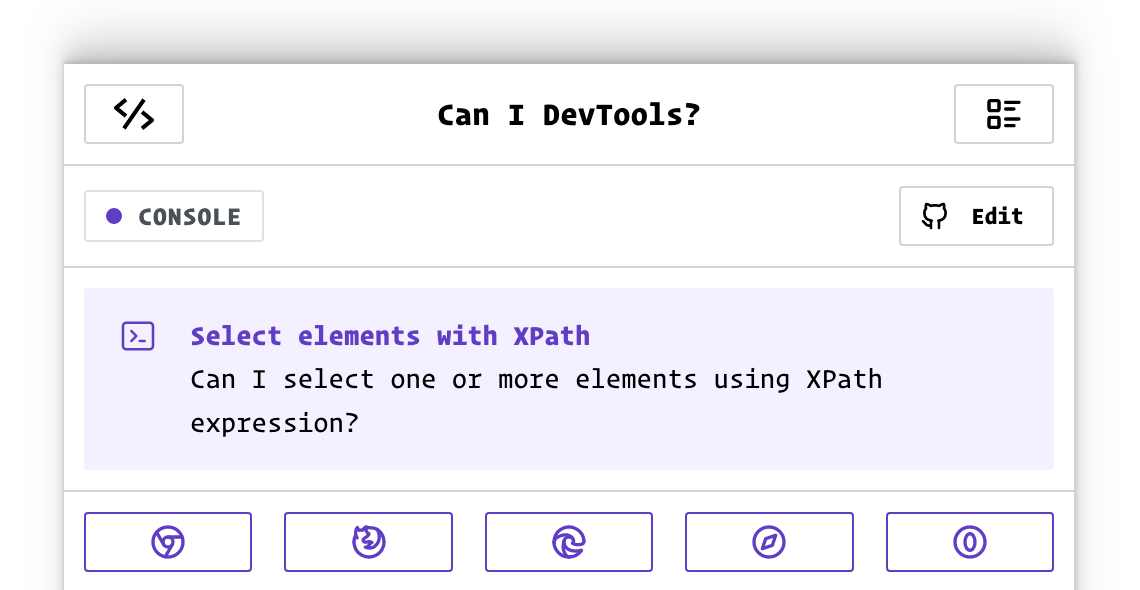 Can I DevTools?
CONSOLE
Edit
Select elements with XPath
Can I select one or more elements using XPath
expression?